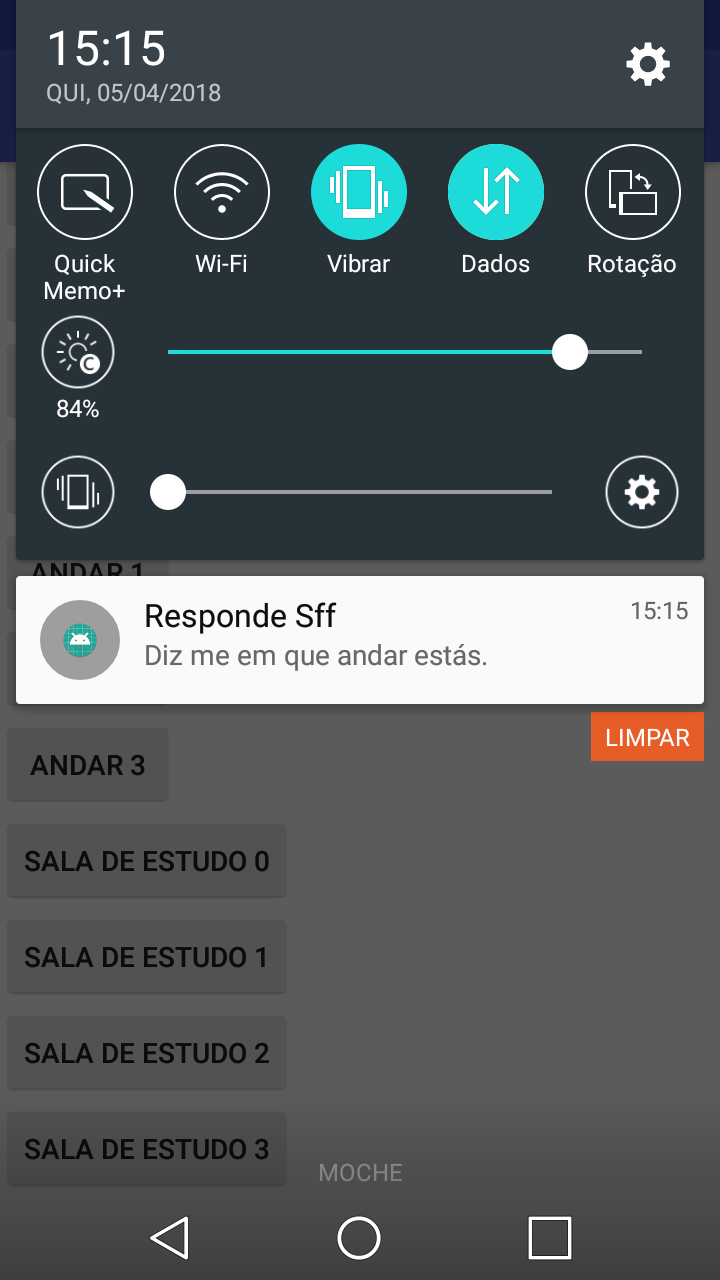 15:15
QUI, 05/04/2018
Quick
Memo+
Wi-Fi
Vibrar
Dados
Rotação
84%
ANDAR 1
Responde Sff
15:15
Diz me em que andar estás.
LIMPAR
ANDAR 3
SALA DE ESTUDO 0
SALA DE ESTUDO 1
SALA DE ESTUDO 2
SALA DE ESTUDO 3
MOCHE